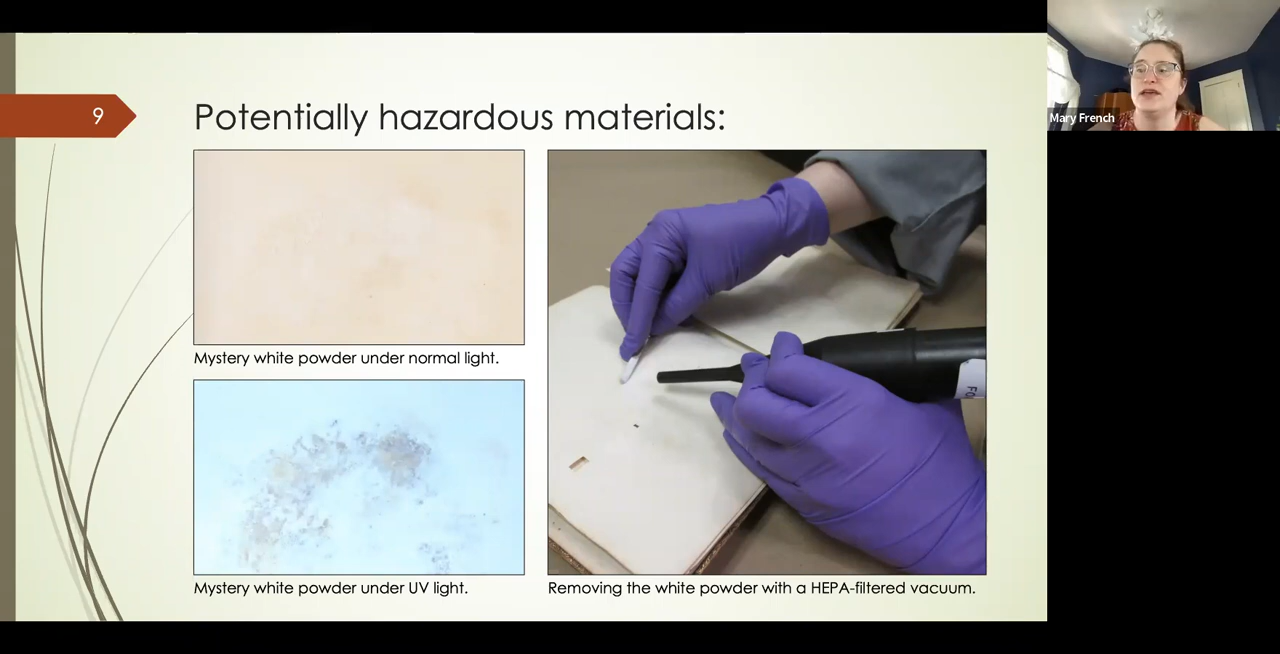 9
Potentially hazardous materials:
Mary French
Mystery white powder under normal light.
Mystery white powder under UV light.
Removing the white powder with a HEPA-filtered vacuum.